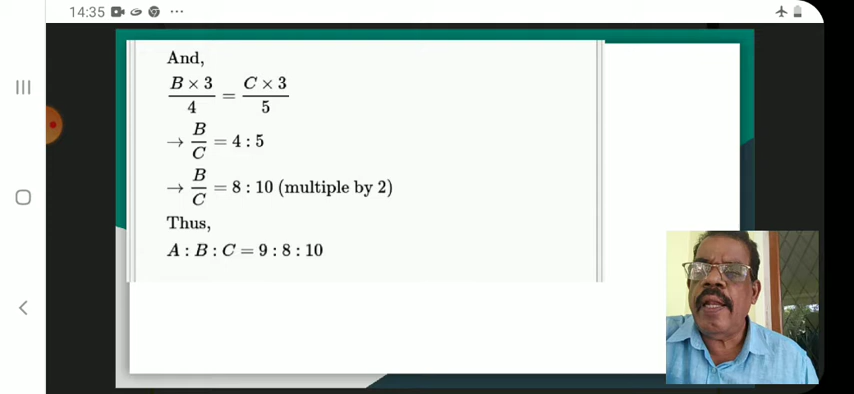 14:35
And,
B × 3 / 4 = C × 3 / 5
→ B / C = 4 : 5
→ B / C = 8 : 10 (multiple by 2)
Thus,
A : B : C = 9 : 8 : 10